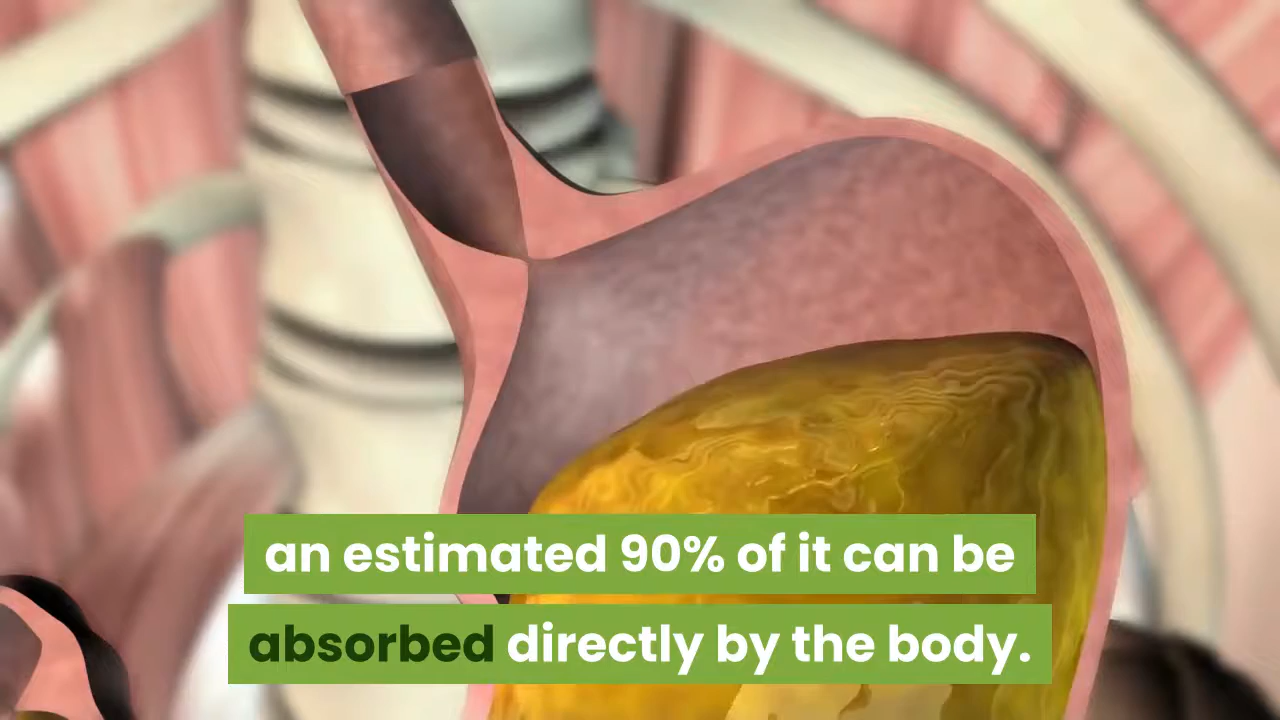 an estimated 90% of it can be
absorbed directly by the body.